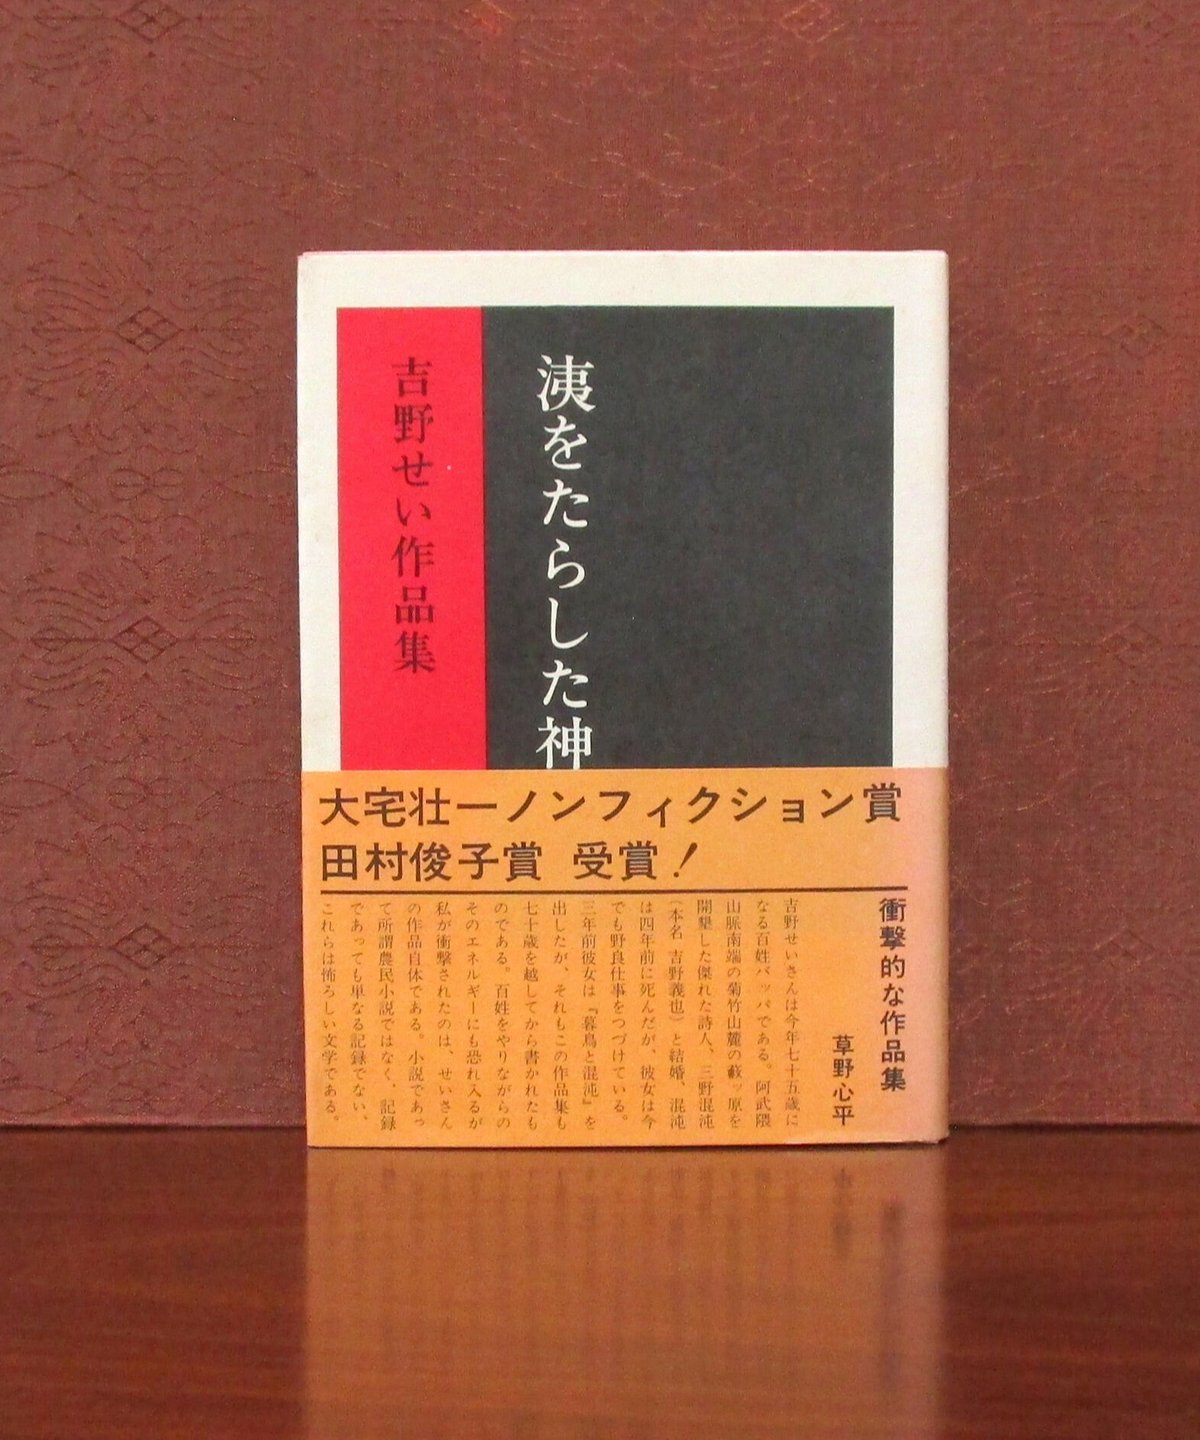 洟をたらした神
吉野せい作品集
大宅壮一ノンフィクション賞
田村俊子賞 受賞!
衝撃的な作品集
草野心平
吉野せいさんは今年七十五歳に
なる百姓バッパである。阿武隈
山脈南端の菊竹山麓の藪ッ原を
開墾した傑れた詩人、三野混沌
(本名 吉野義也)と結婚、混沌
は四年前に死んだが、彼女は今
でも野良仕事をつづけている。
三年前彼女は『暮鳥と混沌』を
出したが、それもこの作品集も
七十歳を越してから書かれたも
のである。百姓をやりながらの
そのエネルギーにも恐れ入るが
私が衝撃されたのは、せいさん
の作品自体である。小説であっ
て所謂農民小説ではなく、記録
であっても単なる記録でない、
これらは怖ろしい文学である。